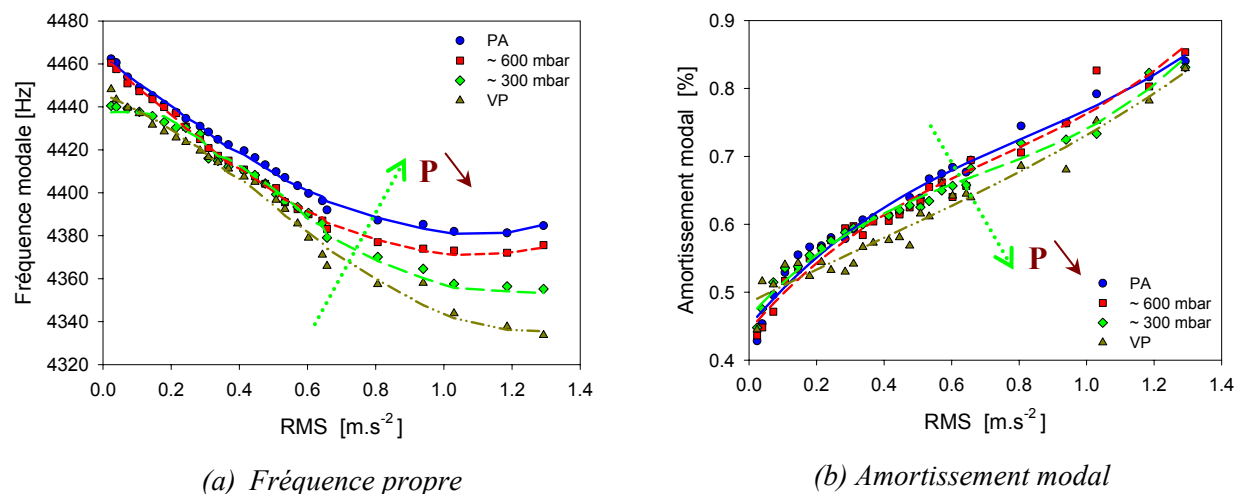 4480
4460
4440
4420
4400
4380
4360
4340
4320
Fréquence modale [Hz]
PA
~ 600 mbar
~ 300 mbar
VP
P
0.0 0.2 0.4 0.6 0.8 1.0 1.2 1.4
RMS [m.s-2]
(a) Fréquence propre
0.9
0.8
0.7
0.6
0.5
0.4
Amortissement modal [%]
P
PA
~ 600 mbar
~ 300 mbar
VP
0.0 0.2 0.4 0.6 0.8 1.0 1.2 1.4
RMS [m.s-2]
(b) Amortissement modal